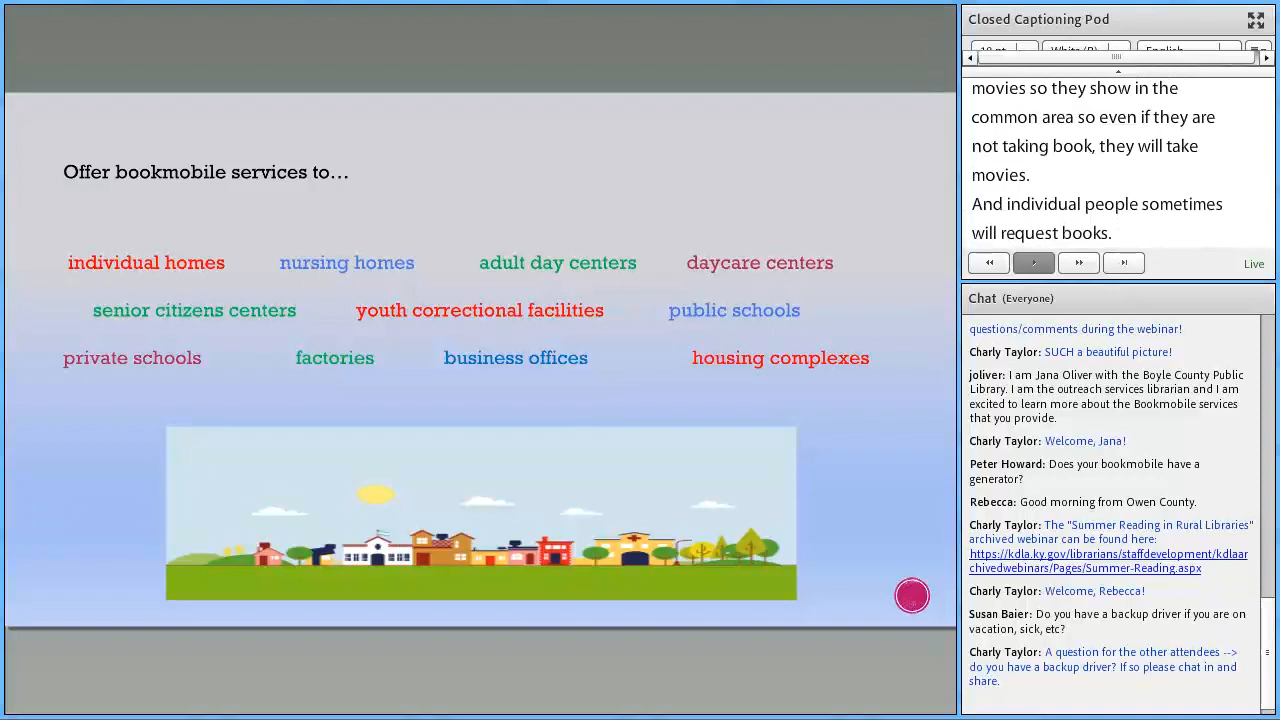 Offer bookmobile services to…
individual homes nursing homes adult day centers daycare centers
senior citizens centers youth correctional facilities public schools
private schools factories business offices housing complexes
Closed Captioning Pod
movies so they show in the
common area so even if they are
not taking book, they will take
movies.
And individual people sometimes
will request books.
Live
Chat (Everyone)
questions/comments during the webinar!
Charly Taylor: SUCH a beautiful picture!
joliver: I am Jana Oliver with the Boyle County Public
Library. I am the outreach services librarian and I am
excited to learn more about the Bookmobile services
that you provide.
Charly Taylor: Welcome, Jana!
Peter Howard: Does your bookmobile have a
generator?
Rebecca: Good morning from Owen County.
Charly Taylor: The "Summer Reading in Rural Libraries"
archived webinar can be found here:
https://kdla.ky.gov/librarians/staffdevelopment/kdlaar
chivedwebinars/Pages/Summer-Reading.aspx
Charly Taylor: Welcome, Rebecca!
Susan Baier: Do you have a backup driver if you are on
vacation, sick, etc?
Charly Taylor: A question for the other attendees -->
do you have a backup driver? If so please chat in and
share.